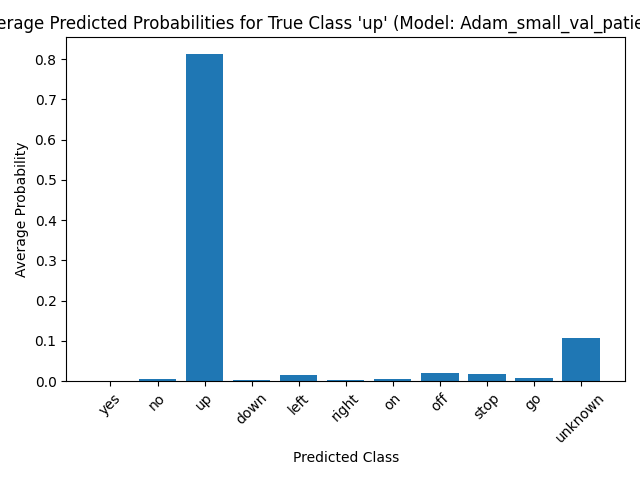 erage Predicted Probabilities for True Class 'up' (Model: Adam_small_val_patie
0.8
0.7
0.6
0.5
0.4
0.3
0.2
0.1
0.0
Average Probability
yes no up down left right on off stop go unknown
Predicted Class